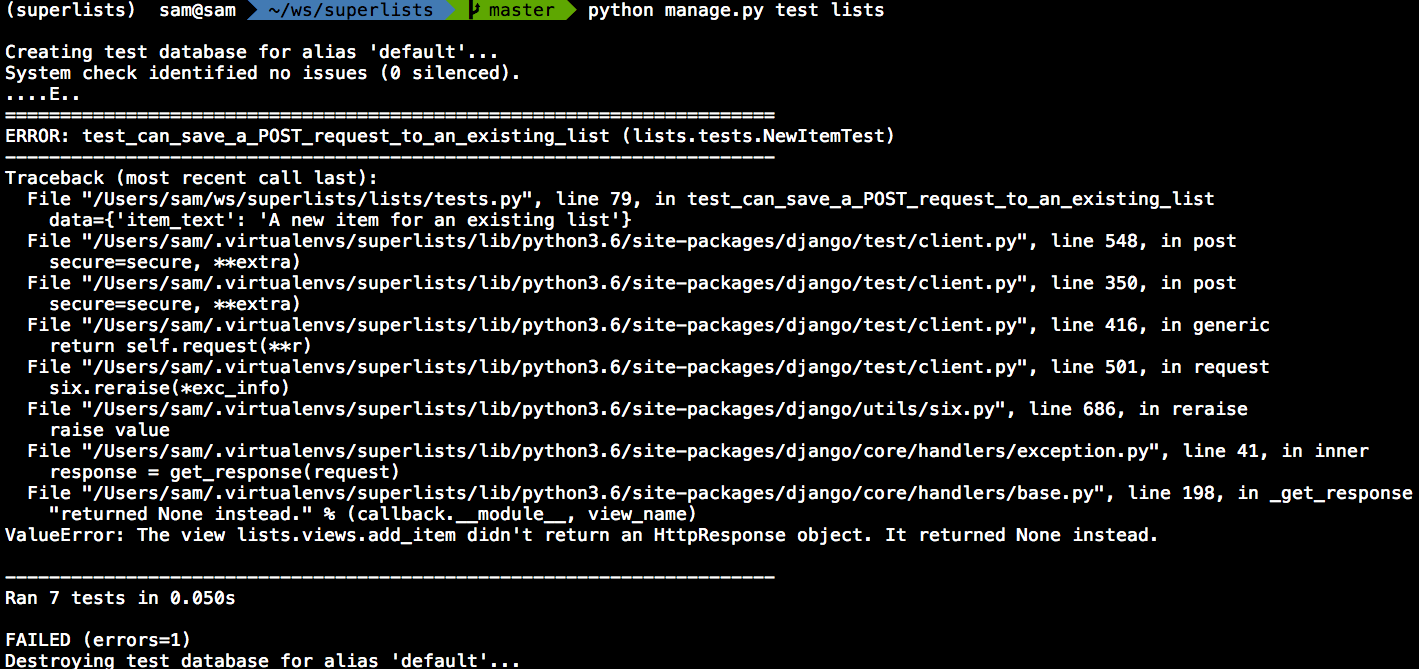 (superlists) sam@sam ~/ws/superlists master python manage.py test lists
Creating test database for alias 'default'...
System check identified no issues (0 silenced).
....E..
======================================================================
ERROR: test_can_save_a_POST_request_to_an_existing_list (lists.tests.NewItemTest)
----------------------------------------------------------------------
Traceback (most recent call last):
  File "/Users/sam/ws/superlists/lists/tests.py", line 79, in test_can_save_a_POST_request_to_an_existing_list
    data={'item_text': 'A new item for an existing list'}
  File "/Users/sam/.virtualenvs/superlists/lib/python3.6/site-packages/django/test/client.py", line 548, in post
    secure=secure, **extra)
  File "/Users/sam/.virtualenvs/superlists/lib/python3.6/site-packages/django/test/client.py", line 350, in post
    secure=secure, **extra)
  File "/Users/sam/.virtualenvs/superlists/lib/python3.6/site-packages/django/test/client.py", line 416, in generic
    return self.request(**r)
  File "/Users/sam/.virtualenvs/superlists/lib/python3.6/site-packages/django/test/client.py", line 501, in request
    six.reraise(*exc_info)
  File "/Users/sam/.virtualenvs/superlists/lib/python3.6/site-packages/django/utils/six.py", line 686, in reraise
    raise value
  File "/Users/sam/.virtualenvs/superlists/lib/python3.6/site-packages/django/core/handlers/exception.py", line 41, in inner
    response = get_response(request)
  File "/Users/sam/.virtualenvs/superlists/lib/python3.6/site-packages/django/core/handlers/base.py", line 198, in _get_response
    "returned None instead." % (callback.__module__, view_name)
ValueError: The view lists.views.add_item didn't return an HttpResponse object. It returned None instead.
----------------------------------------------------------------------
Ran 7 tests in 0.050s
FAILED (errors=1)
Destroying test database for alias 'default'...